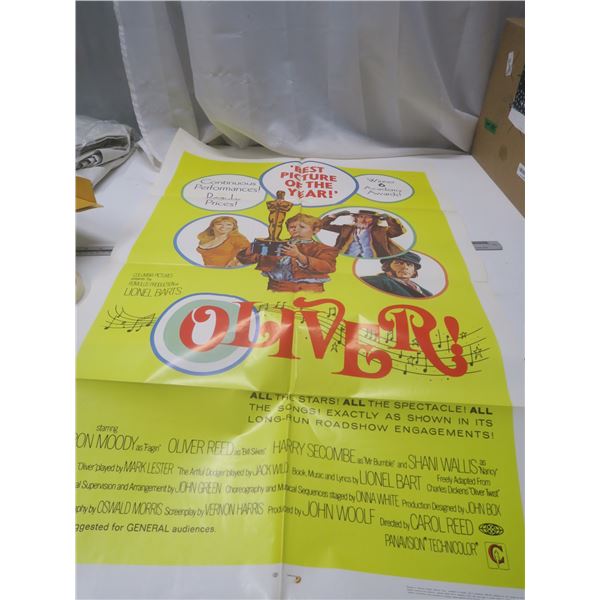 'BEST
PICTURE
OF THE
YEAR!'
Continuous
Performances!
Popular
Prices!
Winner
6
Academy
Awards!
COLUMBIA PICTURES
presents the
ROMULUS PRODUCTION of
LIONEL BART'S
OLIVER!
ALL THE STARS! ALL THE SPECTACLE! ALL
THE SONGS! EXACTLY AS SHOWN IN ITS
LONG-RUN ROADSHOW ENGAGEMENTS!
starring
RON MOODY as 'Fagin' OLIVER REED as 'Bill Sikes' HARRY SECOMBE as 'Mr Bumble' and SHANI WALLIS as 'Nancy'
'Oliver' played by MARK LESTER The Artful Dodger played by JACK WILD Book, Music and Lyrics by LIONEL BART Freely Adapted From Charles Dickens' 'Oliver Twist'
al Supervision and Arrangement by JOHN GREEN Choreography and Musical Sequences staged by ONNA WHITE Production Designed by JOHN BOX
phy by OSWALD MORRIS Screenplay by VERNON HARRIS Produced by JOHN WOOLF Directed by CAROL REED
PANAVISION® TECHNICOLOR®
ggested for GENERAL audiences.